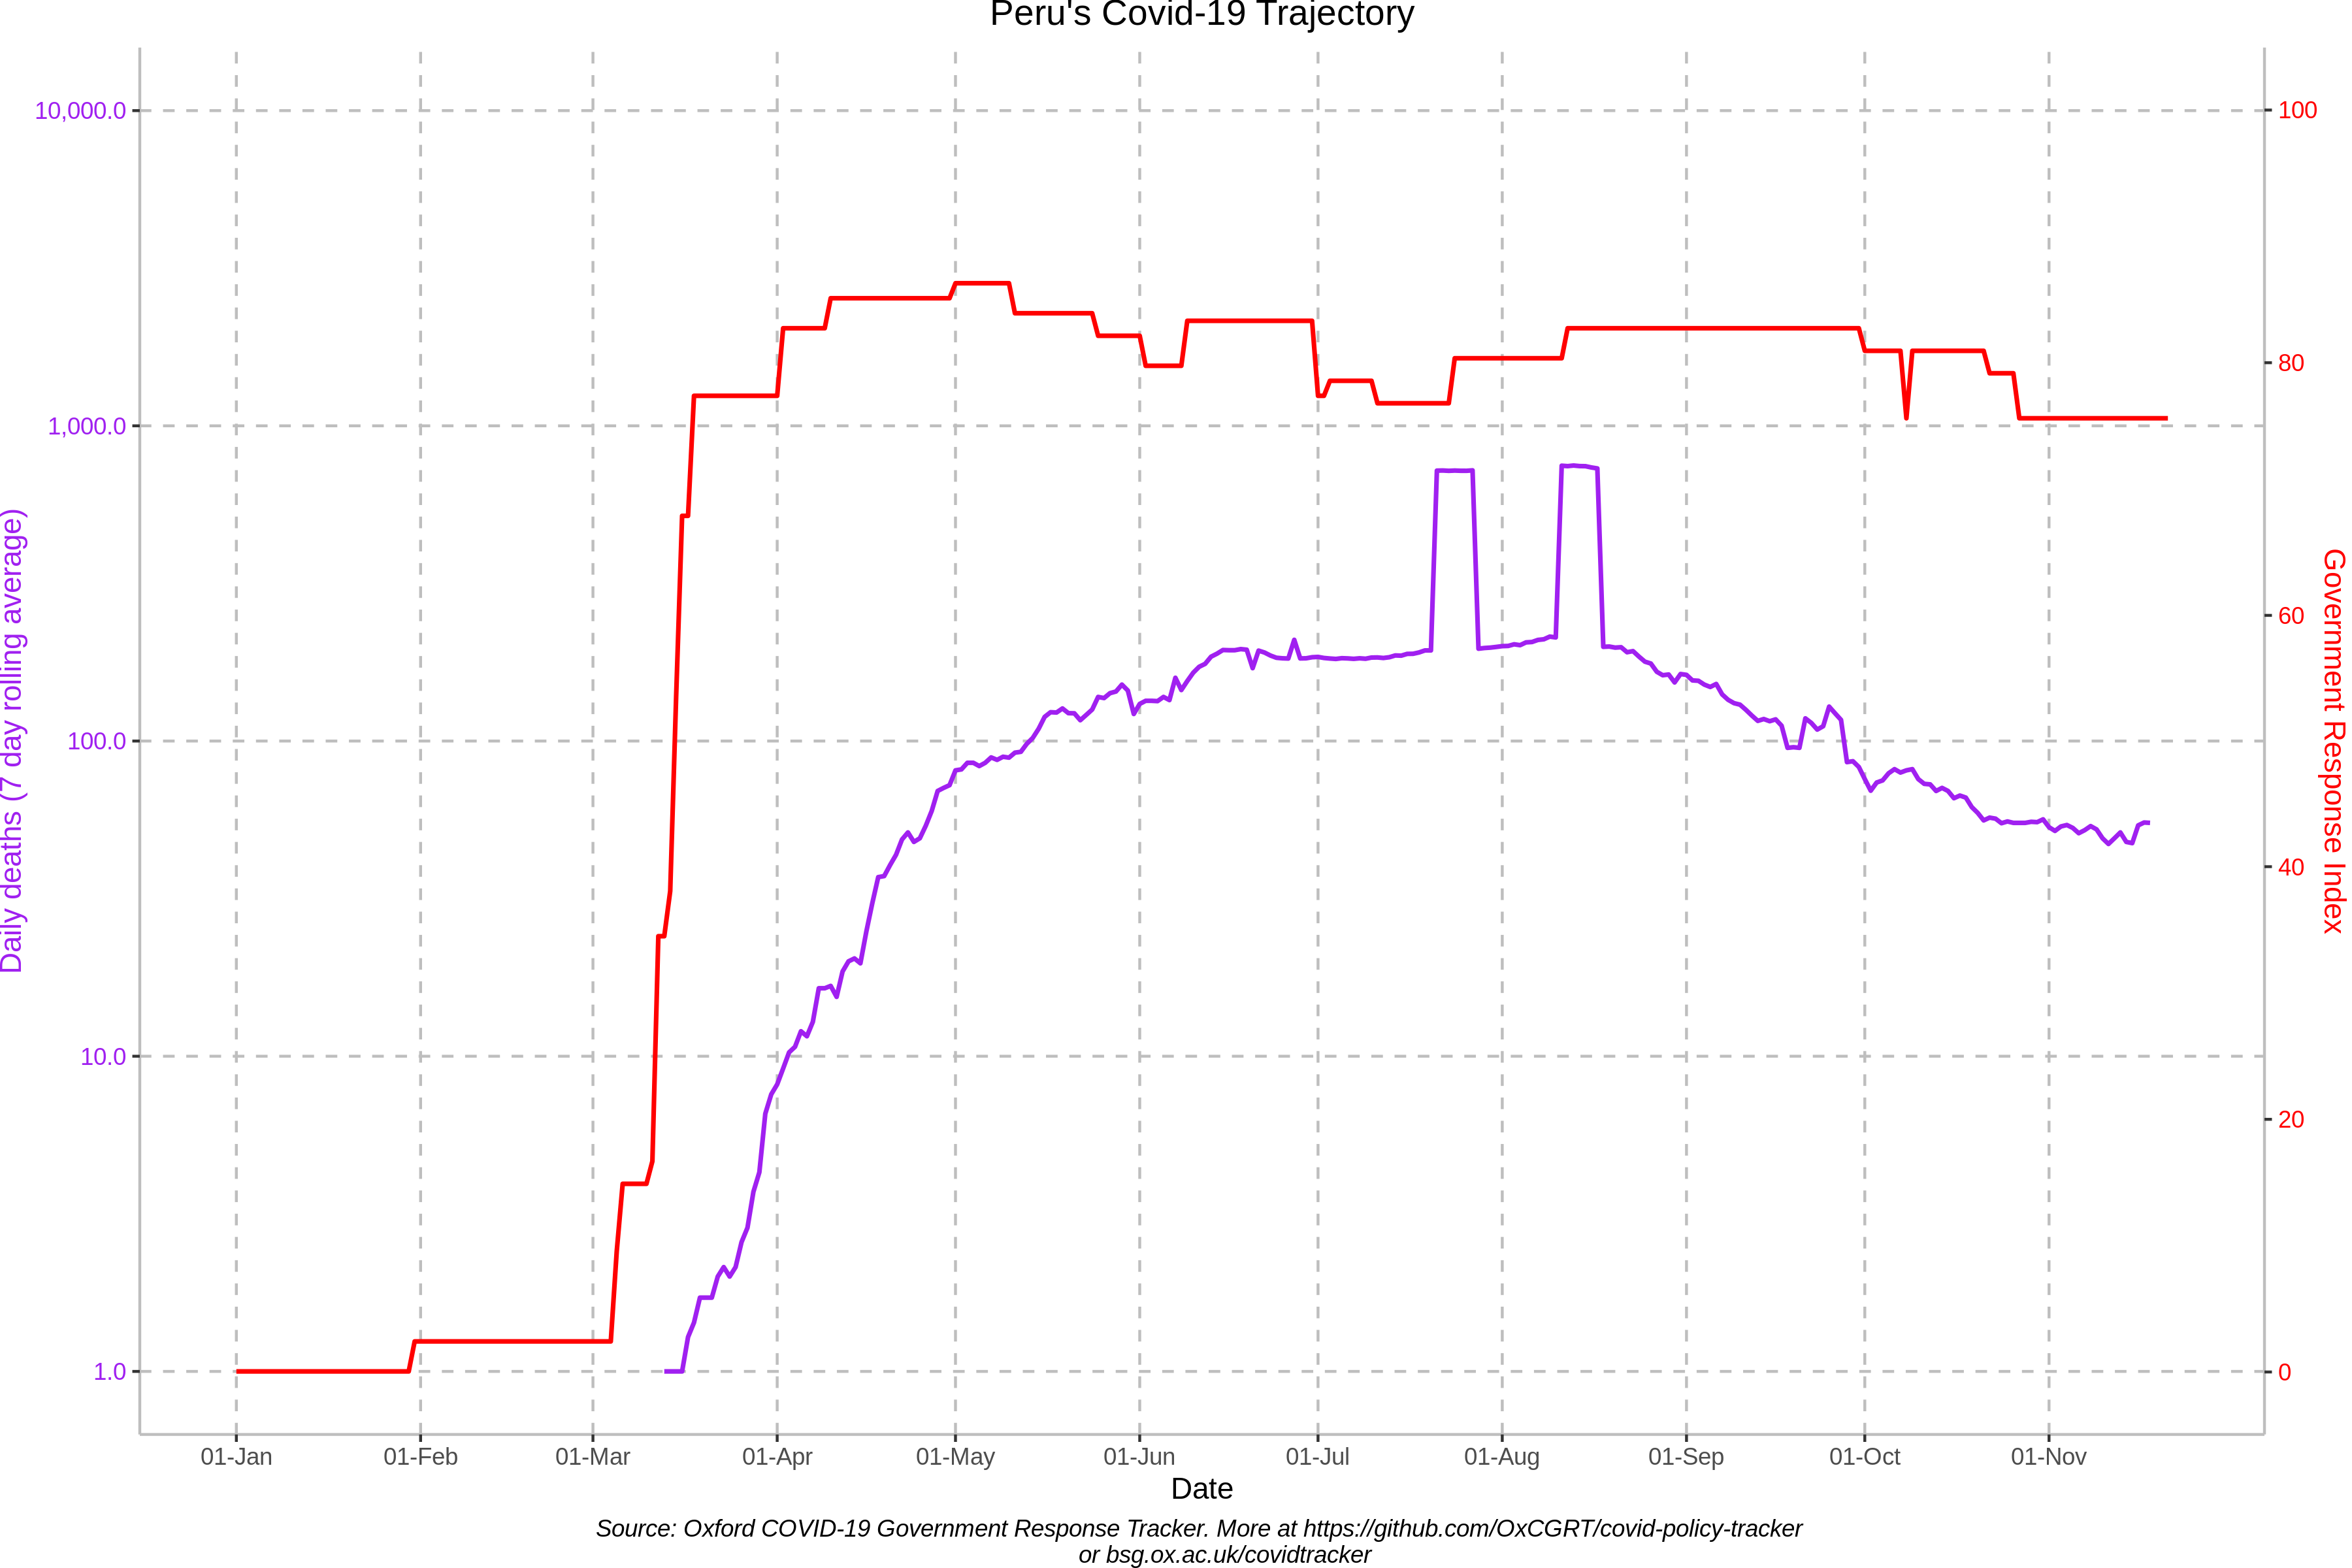 Peru's Covid-19 Trajectory
10,000.0
1,000.0
100.0
10.0
1.0
Daily deaths (7 day rolling average)
100
80
60
40
20
0
Government Response Index
01-Jan
01-Feb
01-Mar
01-Apr
01-May
01-Jun
01-Jul
01-Aug
01-Sep
01-Oct
01-Nov
Date
Source: Oxford COVID-19 Government Response Tracker. More at https://github.com/OxCGRT/covid-policy-tracker
or bsg.ox.ac.uk/covidtracker